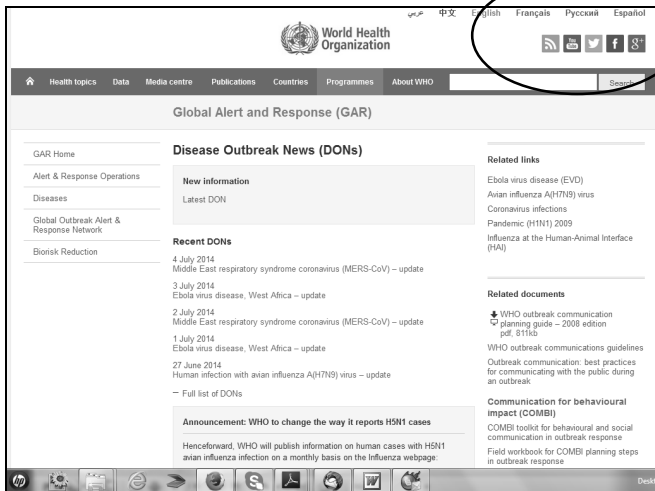 عربي 中文 English Français Русский Español
World Health
Organization
You
Tube
f g+
Health topics Data Media centre Publications Countries Programmes About WHO Search
Global Alert and Response (GAR)
GAR Home
Alert & Response Operations
Diseases
Global Outbreak Alert &
Response Network
Biorisk Reduction
Disease Outbreak News (DONs)
New information
Latest DON
Recent DONs
4 July 2014
Middle East respiratory syndrome coronavirus (MERS-CoV) – update
3 July 2014
Ebola virus disease, West Africa – update
2 July 2014
Middle East respiratory syndrome coronavirus (MERS-CoV) – update
1 July 2014
Ebola virus disease, West Africa – update
27 June 2014
Human infection with avian influenza A(H7N9) virus – update
— Full list of DONs
Announcement: WHO to change the way it reports H5N1 cases
Henceforward, WHO will publish information on human cases with H5N1
avian influenza infection on a monthly basis on the Influenza webpage:
Related links
Ebola virus disease (EVD)
Avian influenza A(H7N9) virus
Coronavirus infections
Pandemic (H1N1) 2009
Influenza at the Human-Animal Interface
(HAI)
Related documents
WHO outbreak communication
planning guide – 2008 edition
pdf, 811kb
WHO outbreak communications guidelines
Outbreak communication: best practices
for communicating with the public during
an outbreak
Communication for behavioural
impact (COMBI)
COMBI toolkit for behavioural and social
communication in outbreak response
Field workbook for COMBI planning steps
in outbreak response
hp S W Desk